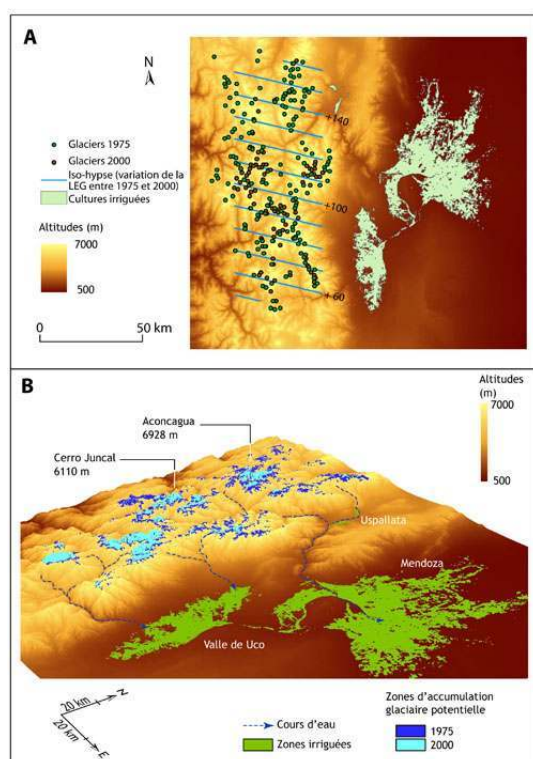 A
N
Glaciers 1975
Glaciers 2000
Iso-hypse (variation de la
LEG entre 1975 et 2000)
Cultures irriguées
Altitudes (m)
7000
500
0
50 km
+140
+100
+60
B
Altitudes
(m)
7000
500
Aconcagua
6928 m
Cerro Juncal
6110 m
Uspallata
Mendoza
Valle de Uco
20 km
N
20 km
E
Cours d'eau
Zones irriguées
Zones d'accumulation
glaciaire potentielle
1975
2000